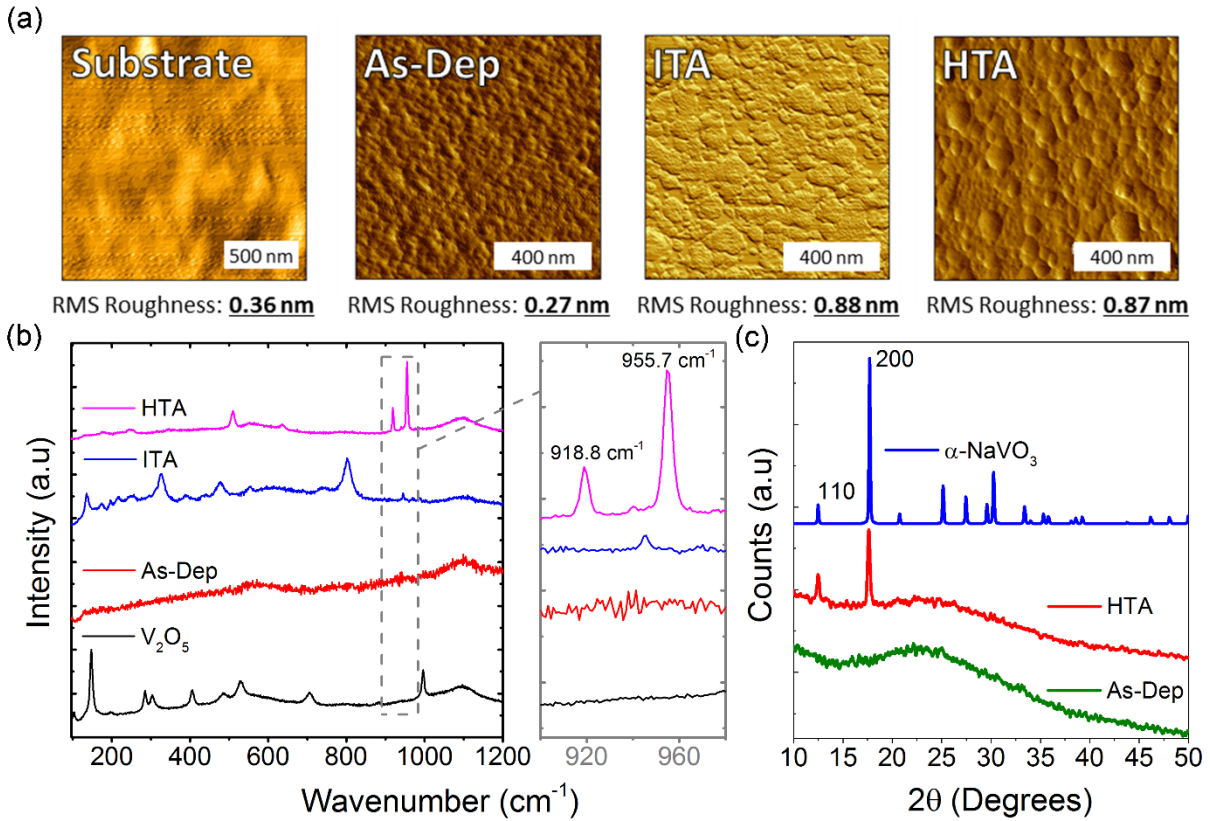 (a)
Substrate
As-Dep
ITA
HTA
500 nm
400 nm
400 nm
400 nm
RMS Roughness: 0.36 nm
RMS Roughness: 0.27 nm
RMS Roughness: 0.88 nm
RMS Roughness: 0.87 nm
(b)
HTA
ITA
As-Dep
V₂O₅
Intensity (a.u)
200 400 600 800 1000 1200
918.8 cm⁻¹
955.7 cm⁻¹
920 960
Wavenumber (cm⁻¹)
(c)
200
α-NaVO₃
110
HTA
As-Dep
Counts (a.u)
10 15 20 25 30 35 40 45 50
2θ (Degrees)